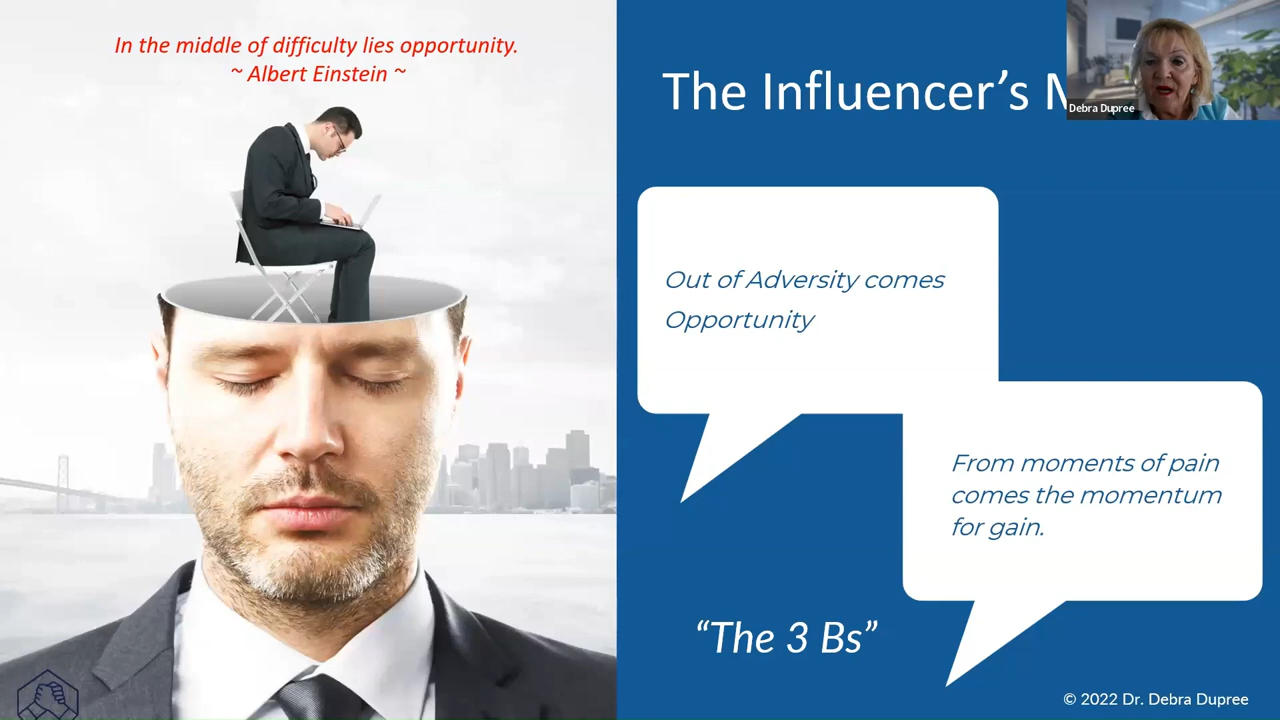 In the middle of difficulty lies opportunity.
~ Albert Einstein ~
The Influencer’s
Debra Dupree
Out of Adversity comes
Opportunity
From moments of pain
comes the momentum
for gain.
“The 3 Bs”
© 2022 Dr. Debra Dupree